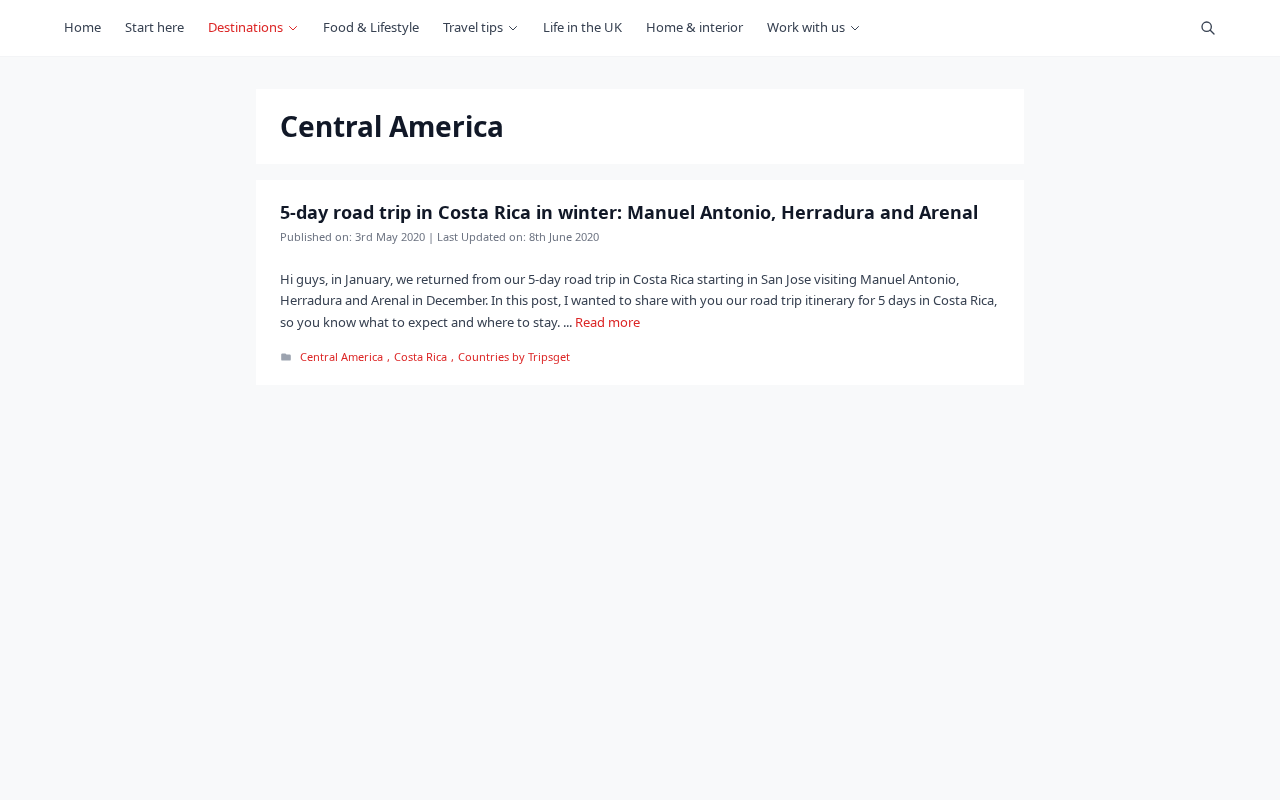 Home Start here Destinations Food & Lifestyle Travel tips Life in the UK Home & interior Work with us
Central America
5-day road trip in Costa Rica in winter: Manuel Antonio, Herradura and Arenal
Published on: 3rd May 2020 | Last Updated on: 8th June 2020
Hi guys, in January, we returned from our 5-day road trip in Costa Rica starting in San Jose visiting Manuel Antonio,
Herradura and Arenal in December. In this post, I wanted to share with you our road trip itinerary for 5 days in Costa Rica,
so you know what to expect and where to stay. ... Read more
Central America , Costa Rica , Countries by Tripsget